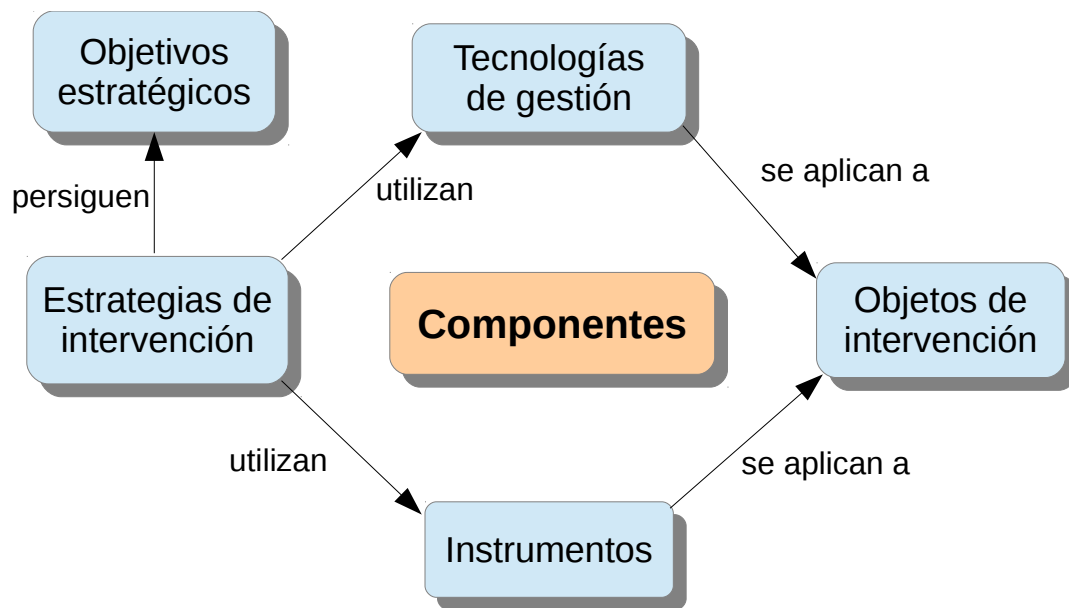 Objetivos
estratégicos
Tecnologías
de gestión
persiguen
utilizan
se aplican a
Estrategias de
intervención
Componentes
Objetos de
intervención
utilizan
se aplican a
Instrumentos